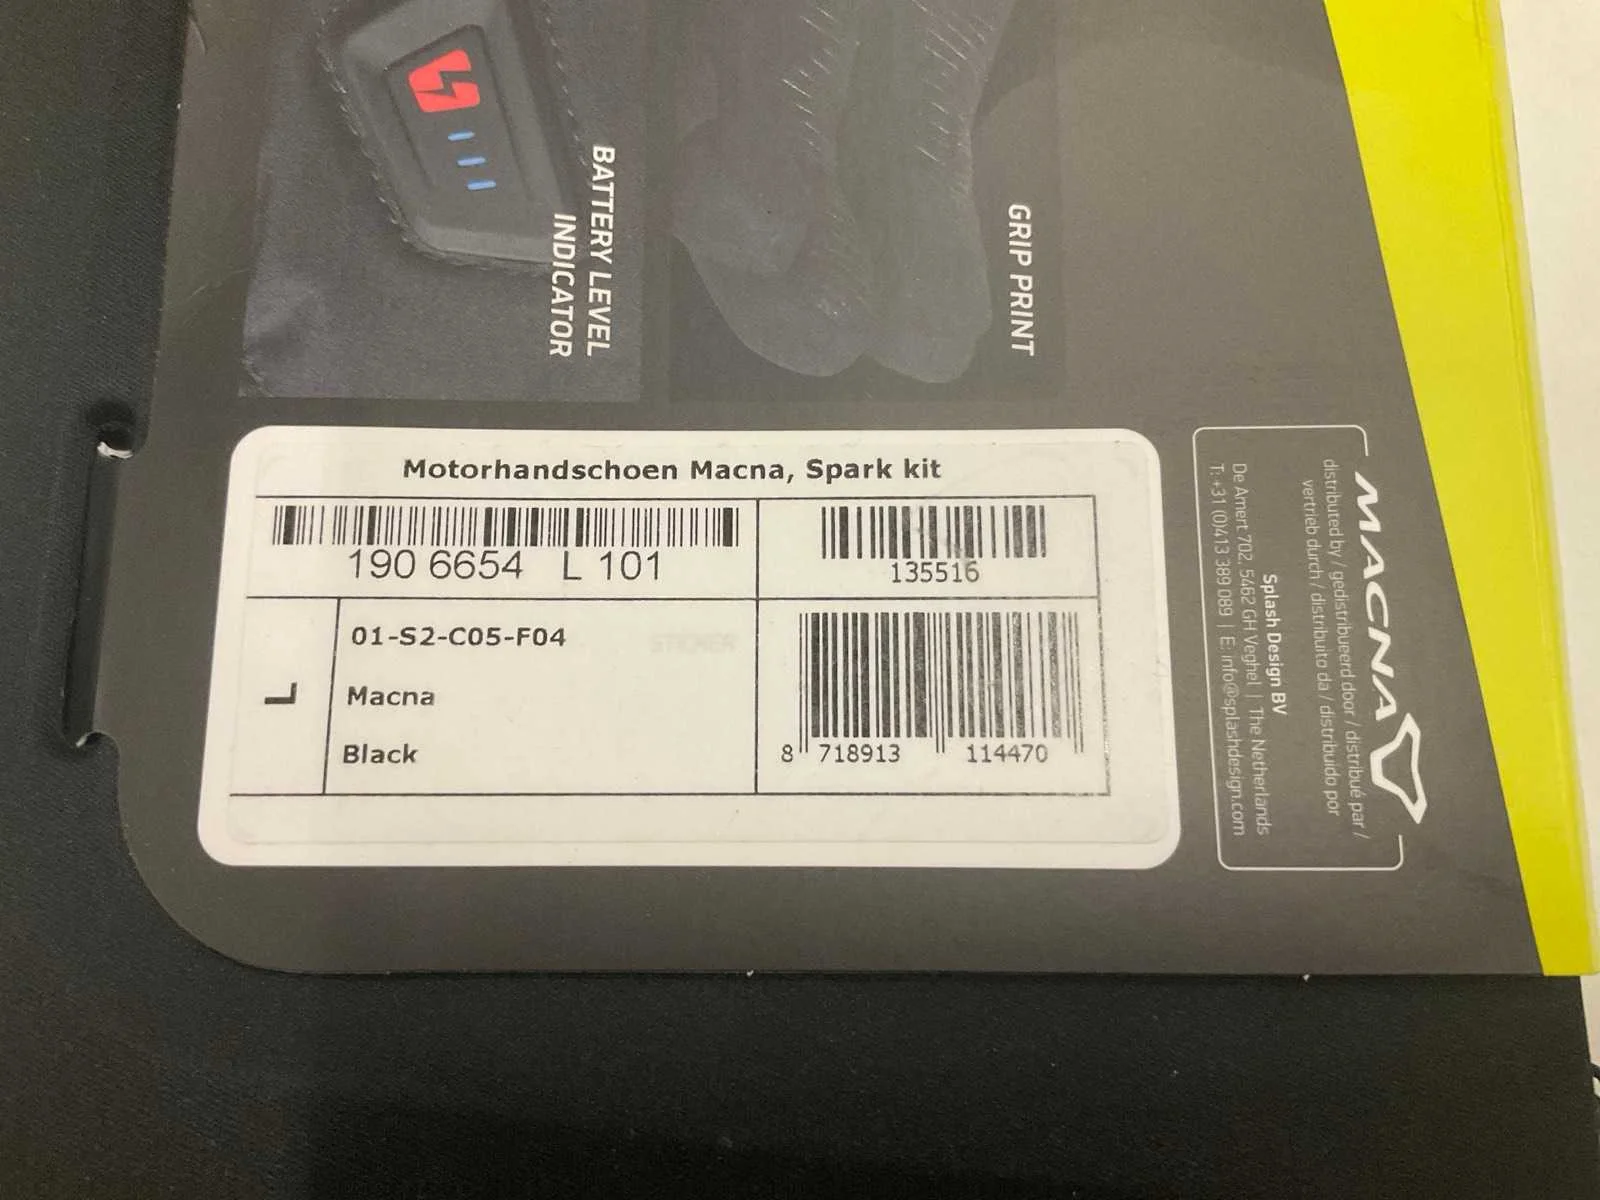 BATTERY LEVEL
INDICATOR
GRIP PRINT
Motorhandschoen Macna, Spark kit
190 6654 L 101
135516
L
01-S2-C05-F04
STICKER
Macna
Black
8 718913 114470
MACNA
distributed by / gedistribueerd door / distribué par /
vertrieb durch / distribuito da / distribuido por
Splash Design BV
De Amert 702, 5462 GH Veghel | The Netherlands
T: +31 (0)413 389 089 | E: info@splashdesign.com